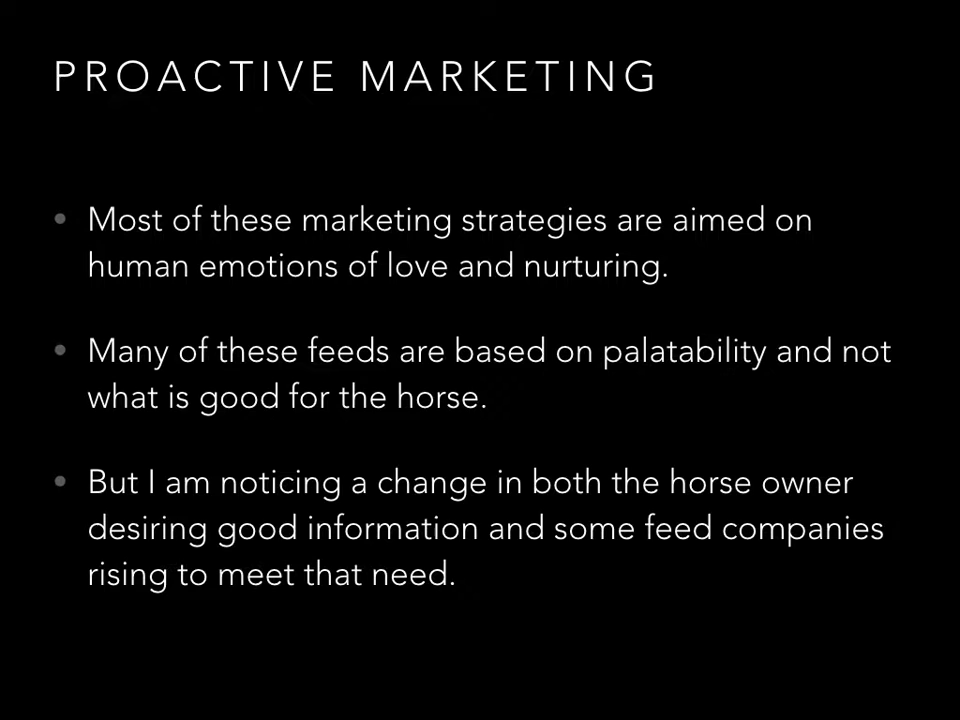 PROACTIVE MARKETING
• Most of these marketing strategies are aimed on
human emotions of love and nurturing.
• Many of these feeds are based on palatability and not
what is good for the horse.
• But I am noticing a change in both the horse owner
desiring good information and some feed companies
rising to meet that need.